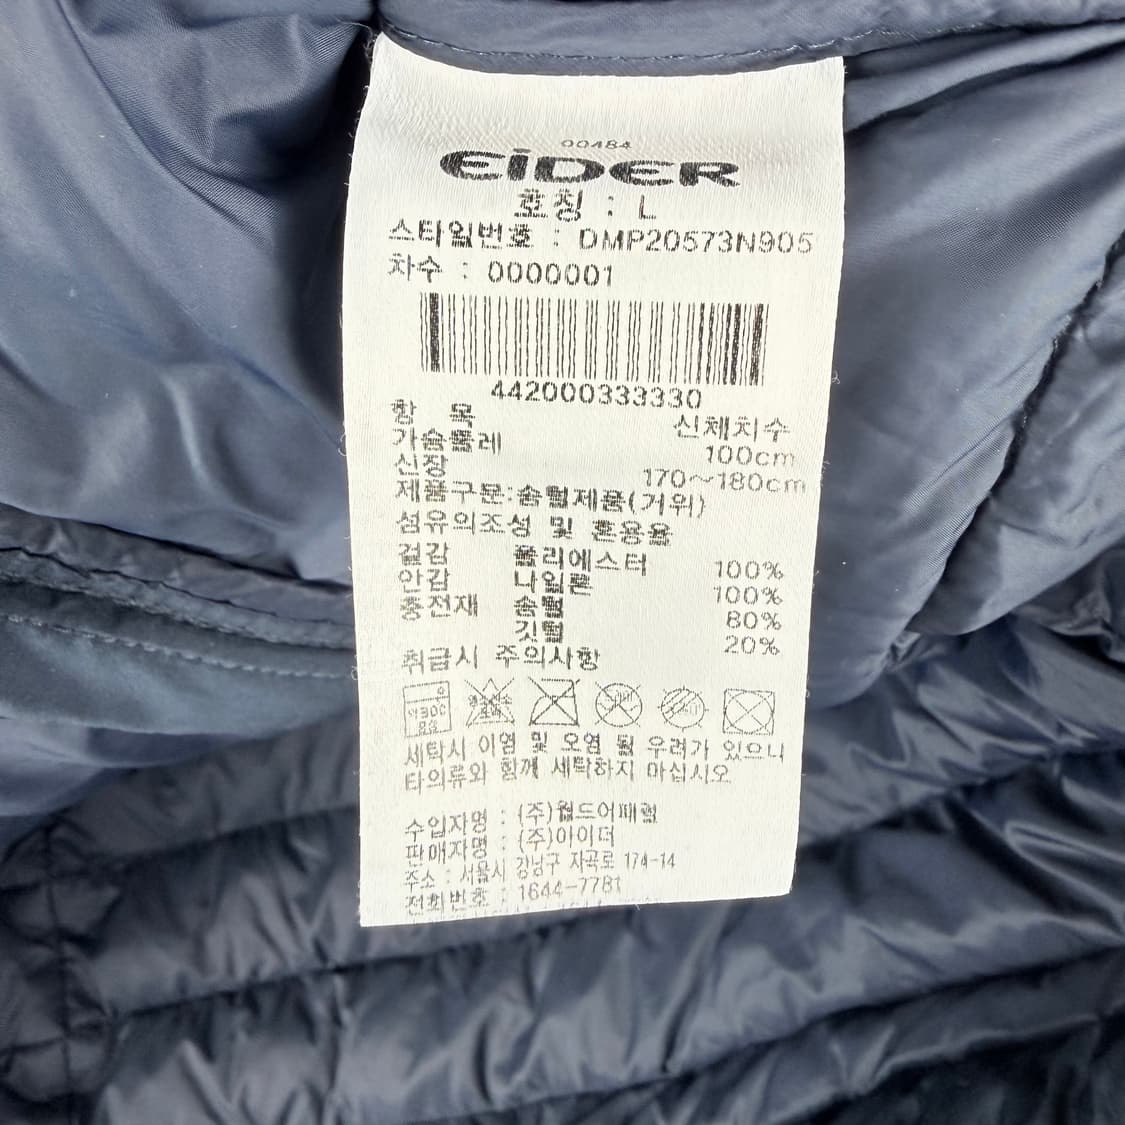 00484
EIDER
호칭 : L
스타일번호 : DMP20573N905
차수 : 0000001
442000333330
항 목 신체치수
가슴둘레 100cm
신장 170~180cm
제품구분:솜털제품(거위)
섬유의조성 및 혼용율
겉감 폴리에스터 100%
안감 나일론 100%
충전재 솜털 80%
깃털 20%
취급시 주의사항
약30℃
중성
세탁시 이염 및 오염 될 우려가 있으니
타의류와 함께 세탁하지 마십시오
수입자명 : (주)월드어패럴
판매자명 : (주)아이더
주소 : 서울시 강남구 자곡로 174-14
전화번호 : 1644-7781